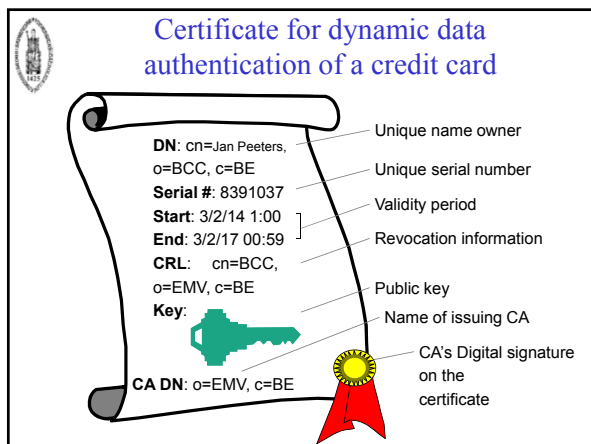 Certificate for dynamic data
authentication of a credit card
1425
DN: cn=Jan Peeters,
o=BCC, c=BE
Serial #: 8391037
Start: 3/2/14 1:00
End: 3/2/17 00:59
CRL: cn=BCC,
o=EMV, c=BE
Key:
CA DN: o=EMV, c=BE
Unique name owner
Unique serial number
Validity period
Revocation information
Public key
Name of issuing CA
CA's Digital signature
on the
certificate